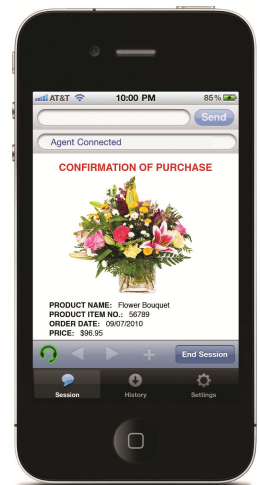 AT&T 10:00 PM 85%
Send
Agent Connected
CONFIRMATION OF PURCHASE
PRODUCT NAME: Flower Bouquet
PRODUCT ITEM NO.: 56789
ORDER DATE: 09/07/2010
PRICE: $96.95
End Session
Session History Settings